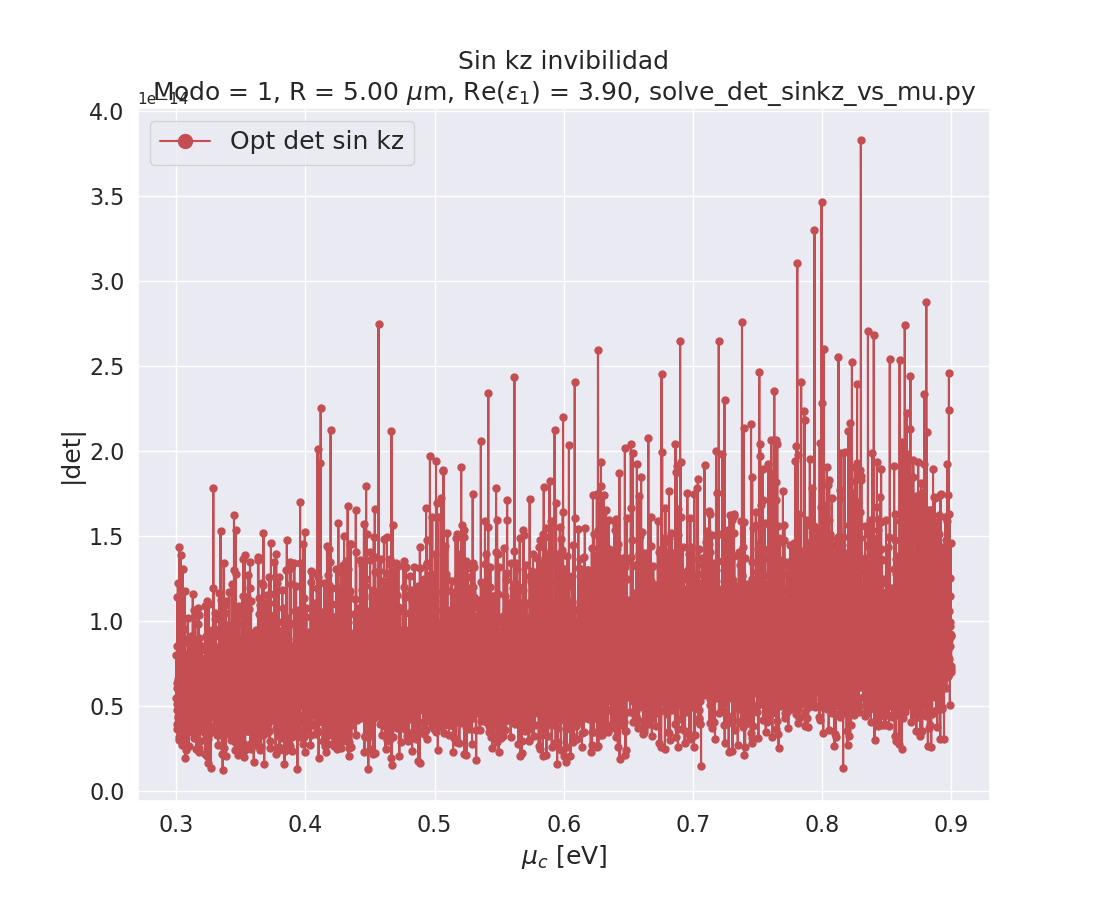 Sin kz invibilidad
Modo = 1, R = 5.00 μm, Re(ε₁) = 3.90, solve_det_sinkz_vs_mu.py
1e−14
Opt det sin kz
4.0
3.5
3.0
2.5
2.0
1.5
1.0
0.5
0.0
|det|
0.3 0.4 0.5 0.6 0.7 0.8 0.9
μ_c [eV]